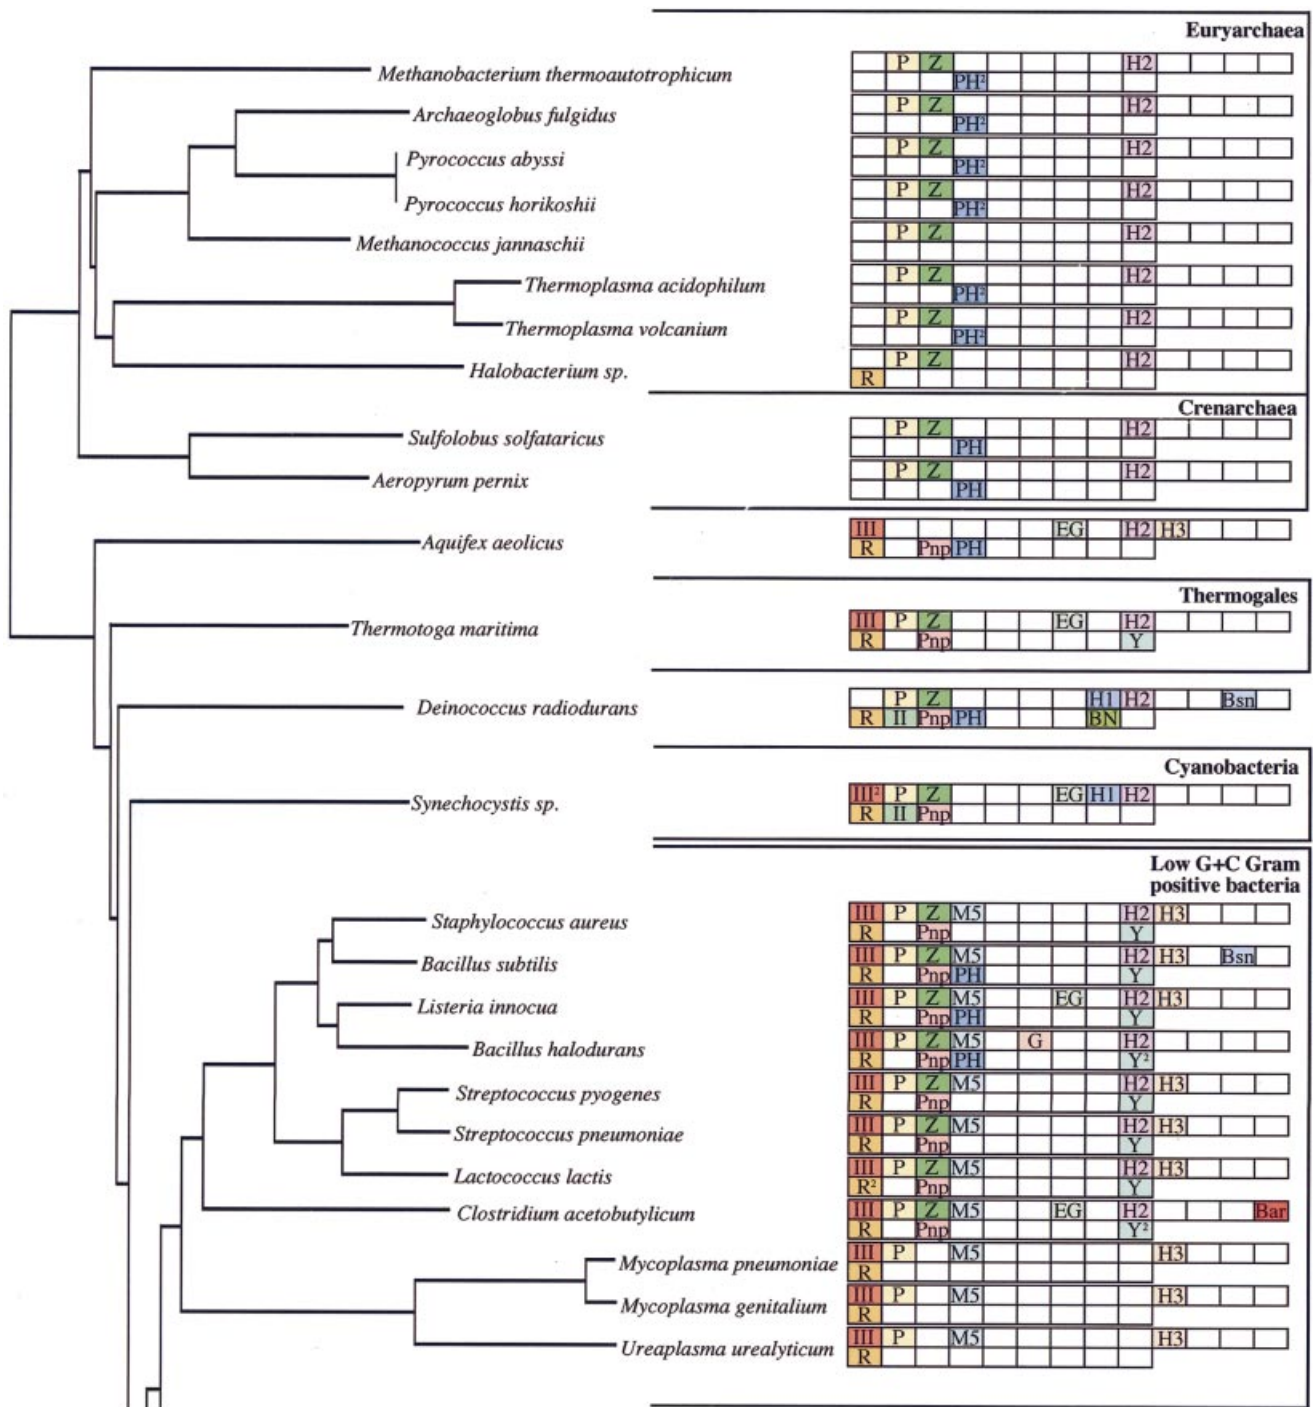 Euryarchaea
Methanobacterium thermoautotrophicum P Z H2
PH²
Archaeoglobus fulgidus P Z H2
PH²
Pyrococcus abyssi P Z H2
PH²
Pyrococcus horikoshii P Z H2
PH²
Methanococcus jannaschii P Z H2
Thermoplasma acidophilum P Z H2
PH²
Thermoplasma volcanium P Z H2
PH²
Halobacterium sp. P Z H2
R
Crenarchaea
Sulfolobus solfataricus P Z H2
PH
Aeropyrum pernix P Z H2
PH
Aquifex aeolicus III EG H2 H3
R Pnp PH
Thermogales
Thermotoga maritima III P Z EG H2
R Pnp Y
Deinococcus radiodurans P Z H1 H2 Bsn
R II Pnp PH BN
Cyanobacteria
Synechocystis sp. III² P Z EG H1 H2
R II Pnp
Low G+C Gram
positive bacteria
Staphylococcus aureus III P Z M5 H2 H3
R Pnp Y
Bacillus subtilis III P Z M5 H2 H3 Bsn
R Pnp PH Y
Listeria innocua III P Z M5 EG H2 H3
R Pnp PH Y
Bacillus halodurans III P Z M5 G H2
R Pnp PH Y²
Streptococcus pyogenes III P Z M5 H2 H3
R Pnp Y
Streptococcus pneumoniae III P Z M5 H2 H3
R Pnp Y
Lactococcus lactis III P Z M5 H2 H3
R² Pnp Y
Clostridium acetobutylicum III P Z M5 EG H2 Bar
R Pnp Y²
Mycoplasma pneumoniae III P M5 H3
R
Mycoplasma genitalium III P M5 H3
R
Ureaplasma urealyticum III P M5 H3
R